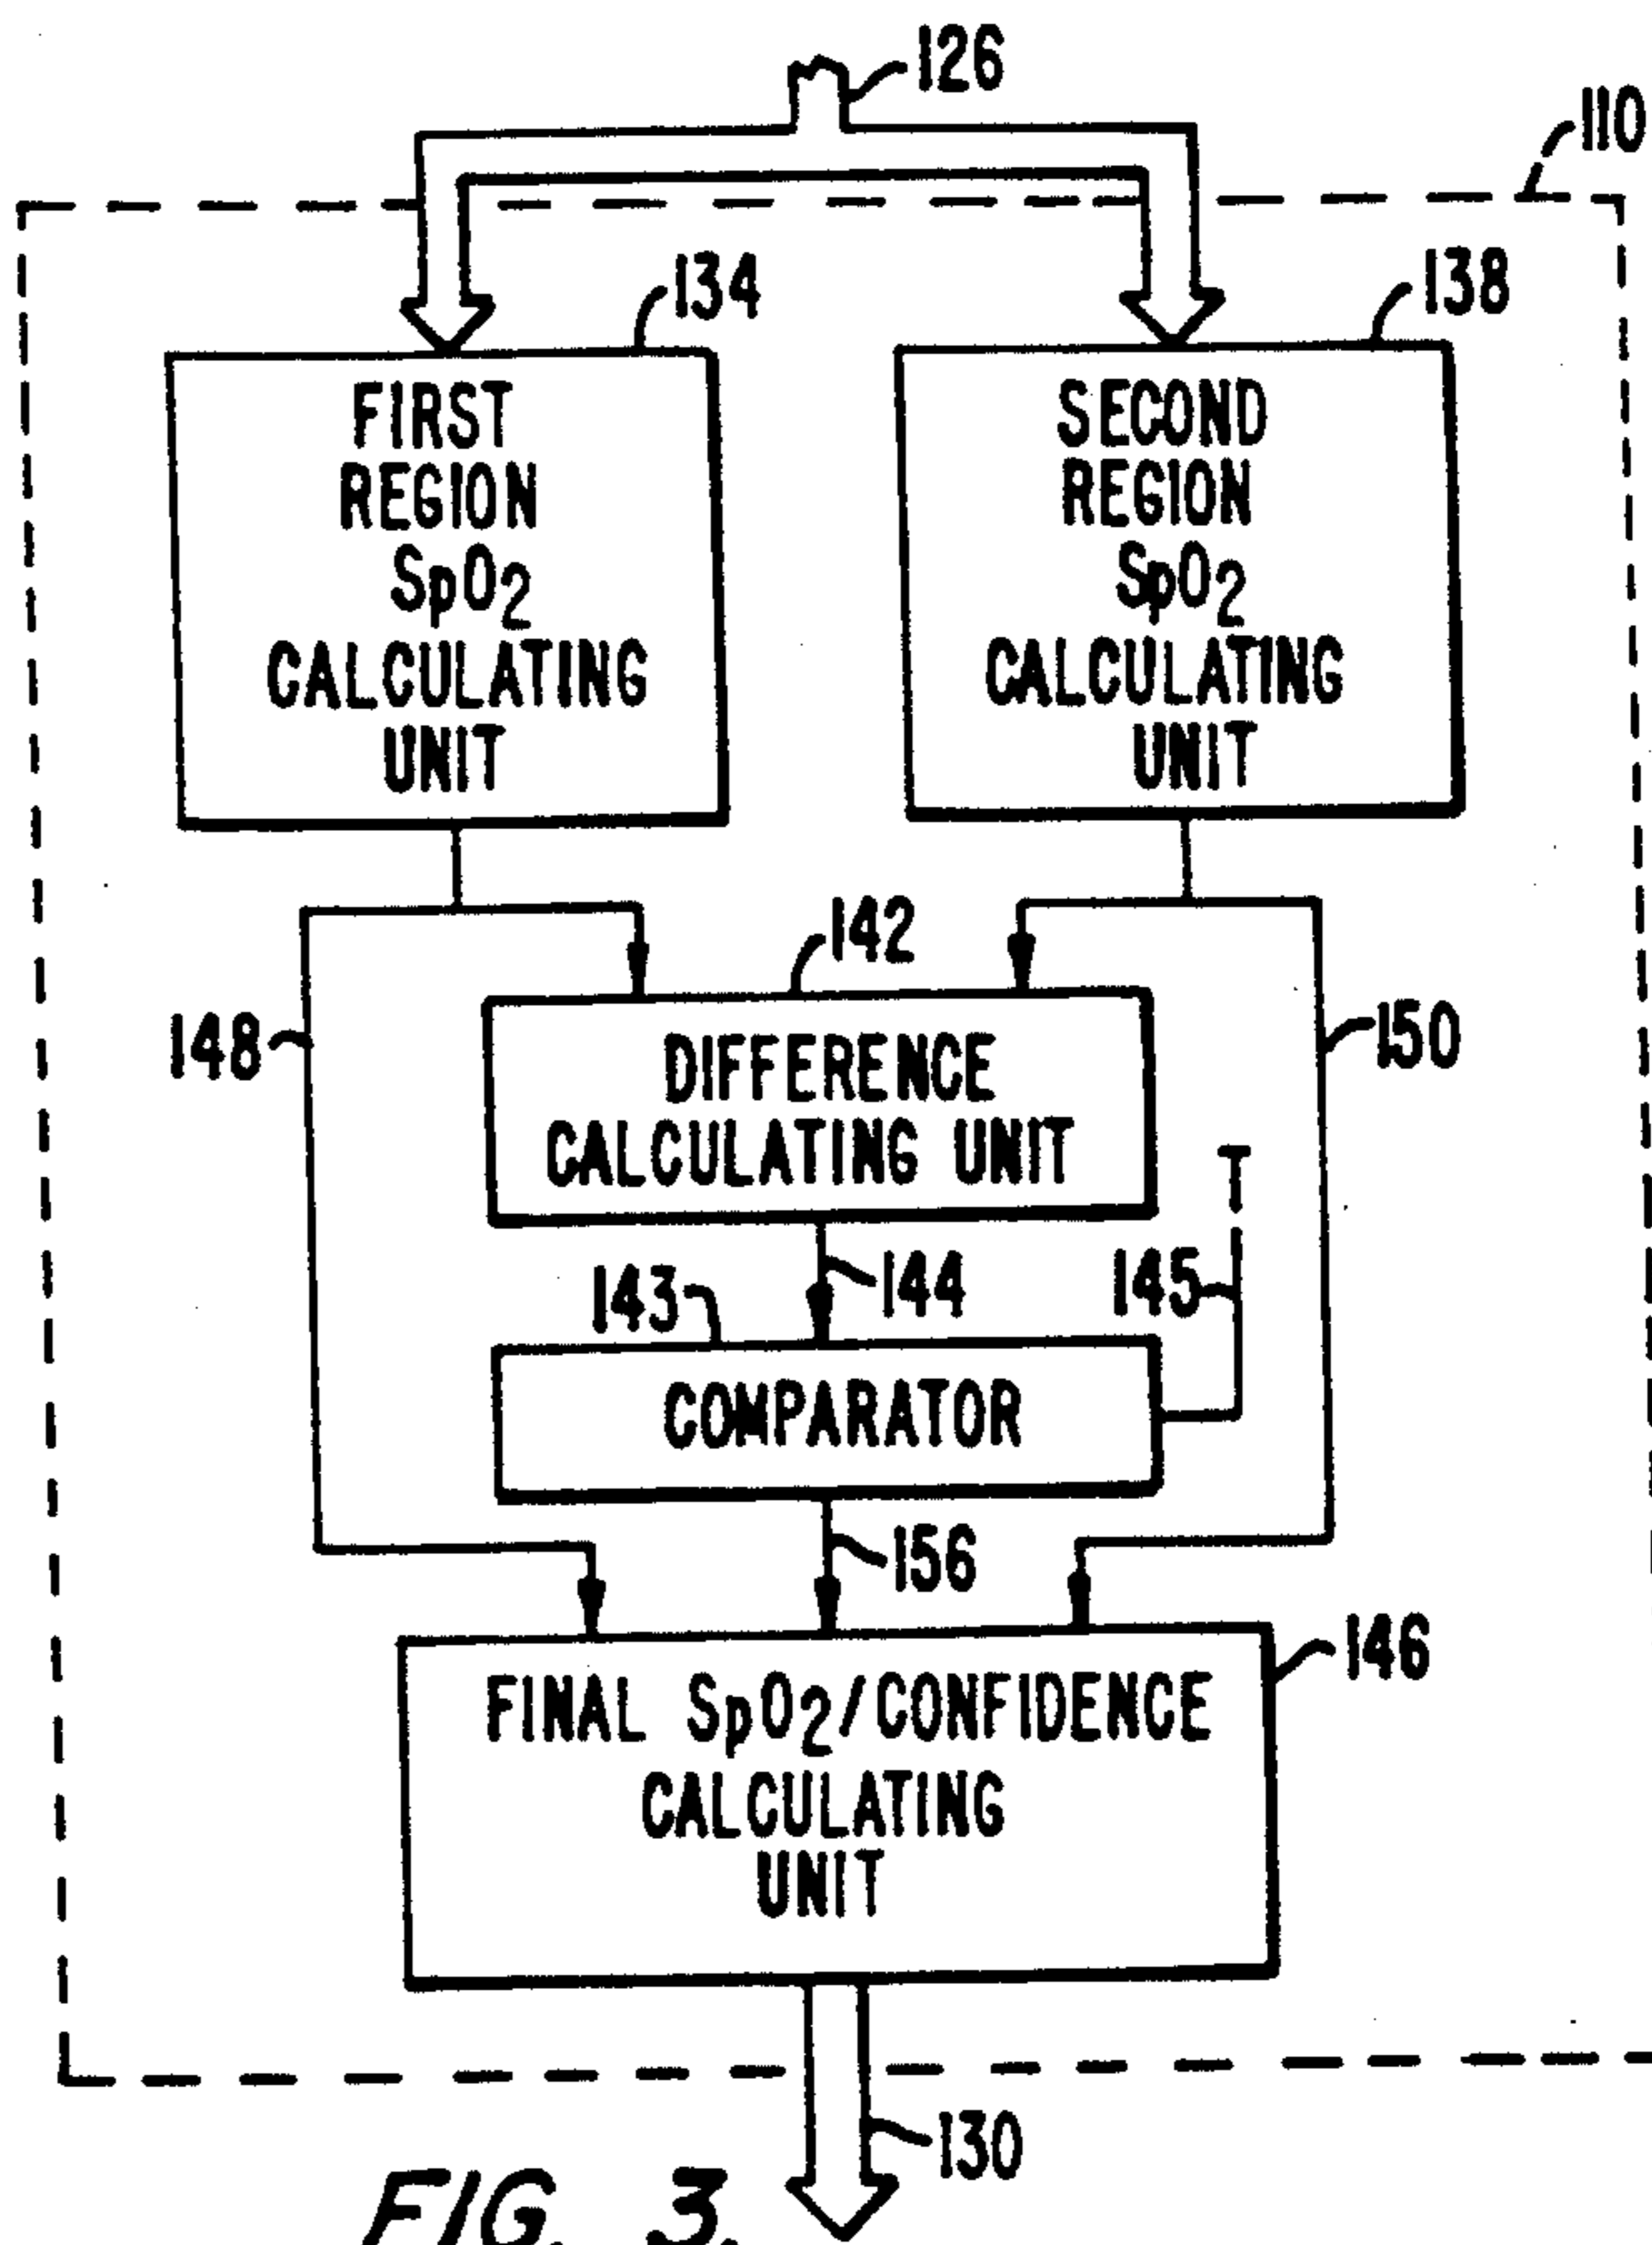 126
110
134
138
FIRST
REGION
SpO2
CALCULATING
UNIT
SECOND
REGION
SpO2
CALCULATING
UNIT
142
148
150
DIFFERENCE
CALCULATING UNIT
T
143
144
145
COMPARATOR
156
146
FINAL SpO2/CONFIDENCE
CALCULATING
UNIT
130
FIG. 3.